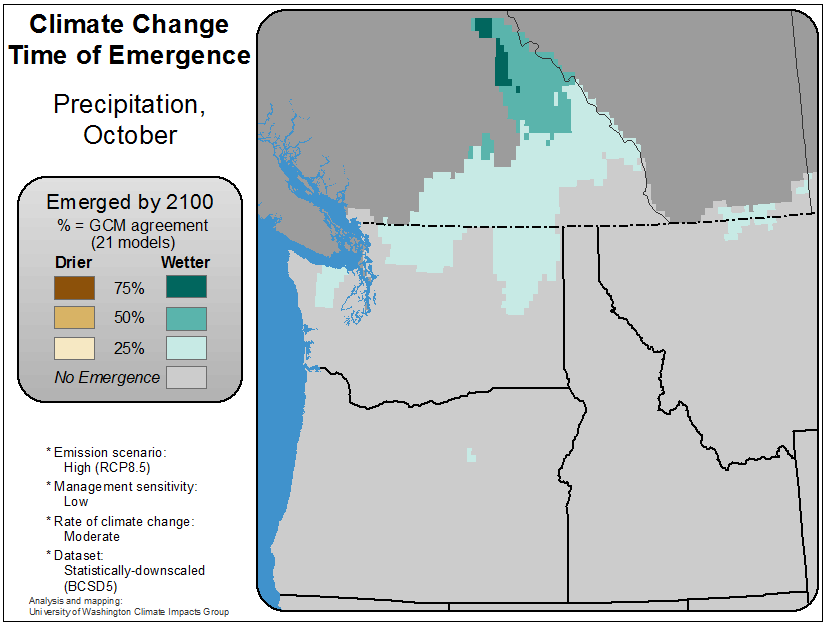 Climate Change
Time of Emergence
Precipitation,
October
Emerged by 2100
% = GCM agreement
(21 models)
Drier Wetter
75%
50%
25%
No Emergence
* Emission scenario:
High (RCP8.5)
* Management sensitivity:
Low
* Rate of climate change:
Moderate
* Dataset:
Statistically-downscaled
(BCSD5)
Analysis and mapping:
University of Washington Climate Impacts Group